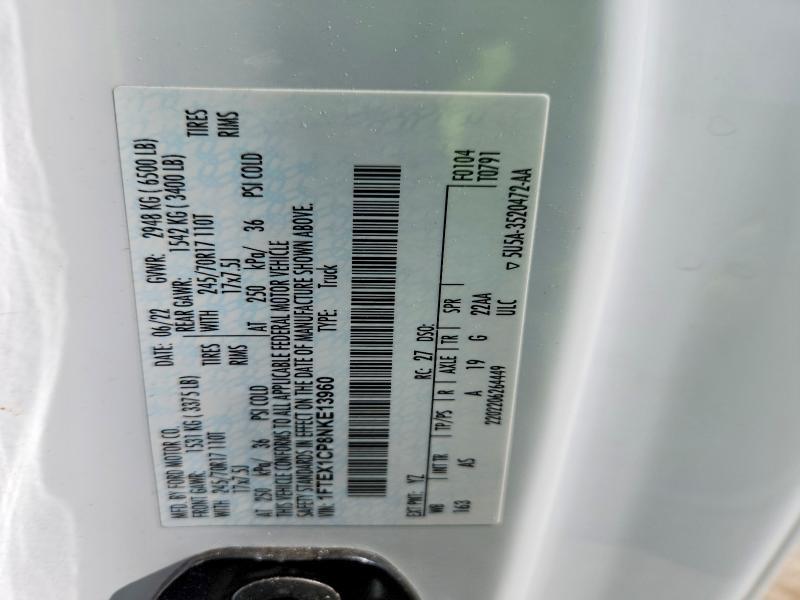 MFD. BY FORD MOTOR CO. DATE: 06/22 GVWR: 2948 KG ( 6500 LB)
FRONT GAWR: 1531 KG ( 3375 LB) REAR GAWR: 1542 KG ( 3400 LB)
WITH 245/70R17 110T TIRES WITH 245/70R17 110T TIRES
17x7.5J RIMS 17x7.5J RIMS
AT 250 kPa/ 36 PSI COLD AT 250 kPa/ 36 PSI COLD
THIS VEHICLE CONFORMS TO ALL APPLICABLE FEDERAL MOTOR VEHICLE
SAFETY STANDARDS IN EFFECT ON THE DATE OF MANUFACTURE SHOWN ABOVE.
VIN: 1FTEX1CP8NKE13960 TYPE: Truck
F0104
T0791
EXT PNT: YZ RC: 27 DSO:
WB INT TR TP/PS R AXLE TR SPR
163 AS A 19 G 22AA
2202206264449 ULC
▽ 5U5A-3520472-AA